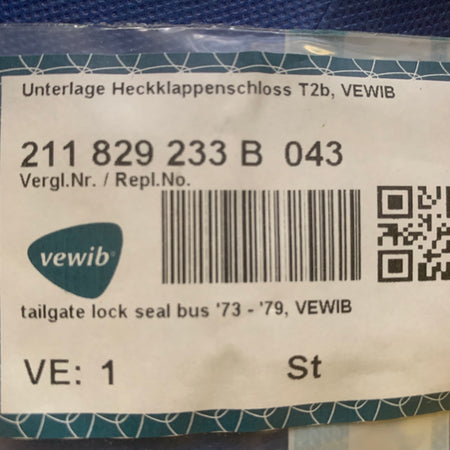 Unterlage Heckklappenschloss T2b, VEWIB
211 829 233 B 043
Vergl.Nr. / Repl.No.
vewib®
tailgate lock seal bus '73 - '79, VEWIB
VE: 1 St